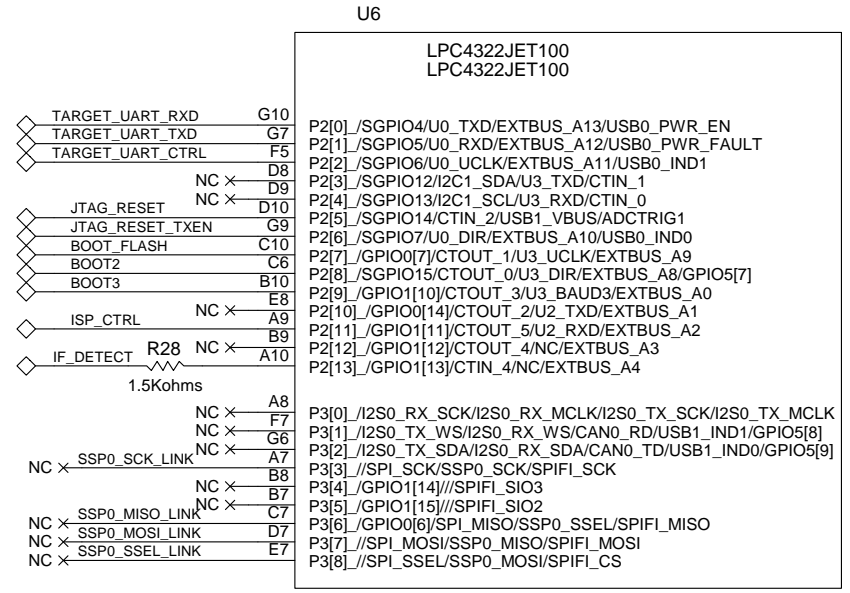 U6
LPC4322JET100
LPC4322JET100
TARGET_UART_RXD G10 P2[0]_/SGPIO4/U0_TXD/EXTBUS_A13/USB0_PWR_EN
TARGET_UART_TXD G7 P2[1]_/SGPIO5/U0_RXD/EXTBUS_A12/USB0_PWR_FAULT
TARGET_UART_CTRL F5 P2[2]_/SGPIO6/U0_UCLK/EXTBUS_A11/USB0_IND1
NC D8 P2[3]_/SGPIO12/I2C1_SDA/U3_TXD/CTIN_1
NC D9 P2[4]_/SGPIO13/I2C1_SCL/U3_RXD/CTIN_0
JTAG_RESET D10 P2[5]_/SGPIO14/CTIN_2/USB1_VBUS/ADCTRIG1
JTAG_RESET_TXEN G9 P2[6]_/SGPIO7/U0_DIR/EXTBUS_A10/USB0_IND0
BOOT_FLASH C10 P2[7]_/GPIO0[7]/CTOUT_1/U3_UCLK/EXTBUS_A9
BOOT2 C6 P2[8]_/SGPIO15/CTOUT_0/U3_DIR/EXTBUS_A8/GPIO5[7]
BOOT3 B10 P2[9]_/GPIO1[10]/CTOUT_3/U3_BAUD3/EXTBUS_A0
NC E8 P2[10]_/GPIO0[14]/CTOUT_2/U2_TXD/EXTBUS_A1
ISP_CTRL A9 P2[11]_/GPIO1[11]/CTOUT_5/U2_RXD/EXTBUS_A2
NC B9 P2[12]_/GPIO1[12]/CTOUT_4/NC/EXTBUS_A3
IF_DETECT R28 A10 P2[13]_/GPIO1[13]/CTIN_4/NC/EXTBUS_A4
1.5Kohms
NC A8 P3[0]_/I2S0_RX_SCK/I2S0_RX_MCLK/I2S0_TX_SCK/I2S0_TX_MCLK
NC F7 P3[1]_/I2S0_TX_WS/I2S0_RX_WS/CAN0_RD/USB1_IND1/GPIO5[8]
NC G6 P3[2]_/I2S0_TX_SDA/I2S0_RX_SDA/CAN0_TD/USB1_IND0/GPIO5[9]
NC SSP0_SCK_LINK A7 P3[3]_//SPI_SCK/SSP0_SCK/SPIFI_SCK
NC B8 P3[4]_/GPIO1[14]///SPIFI_SIO3
NC B7 P3[5]_/GPIO1[15]///SPIFI_SIO2
NC SSP0_MISO_LINK C7 P3[6]_/GPIO0[6]/SPI_MISO/SSP0_SSEL/SPIFI_MISO
NC SSP0_MOSI_LINK D7 P3[7]_//SPI_MOSI/SSP0_MISO/SPIFI_MOSI
NC SSP0_SSEL_LINK E7 P3[8]_//SPI_SSEL/SSP0_MOSI/SPIFI_CS